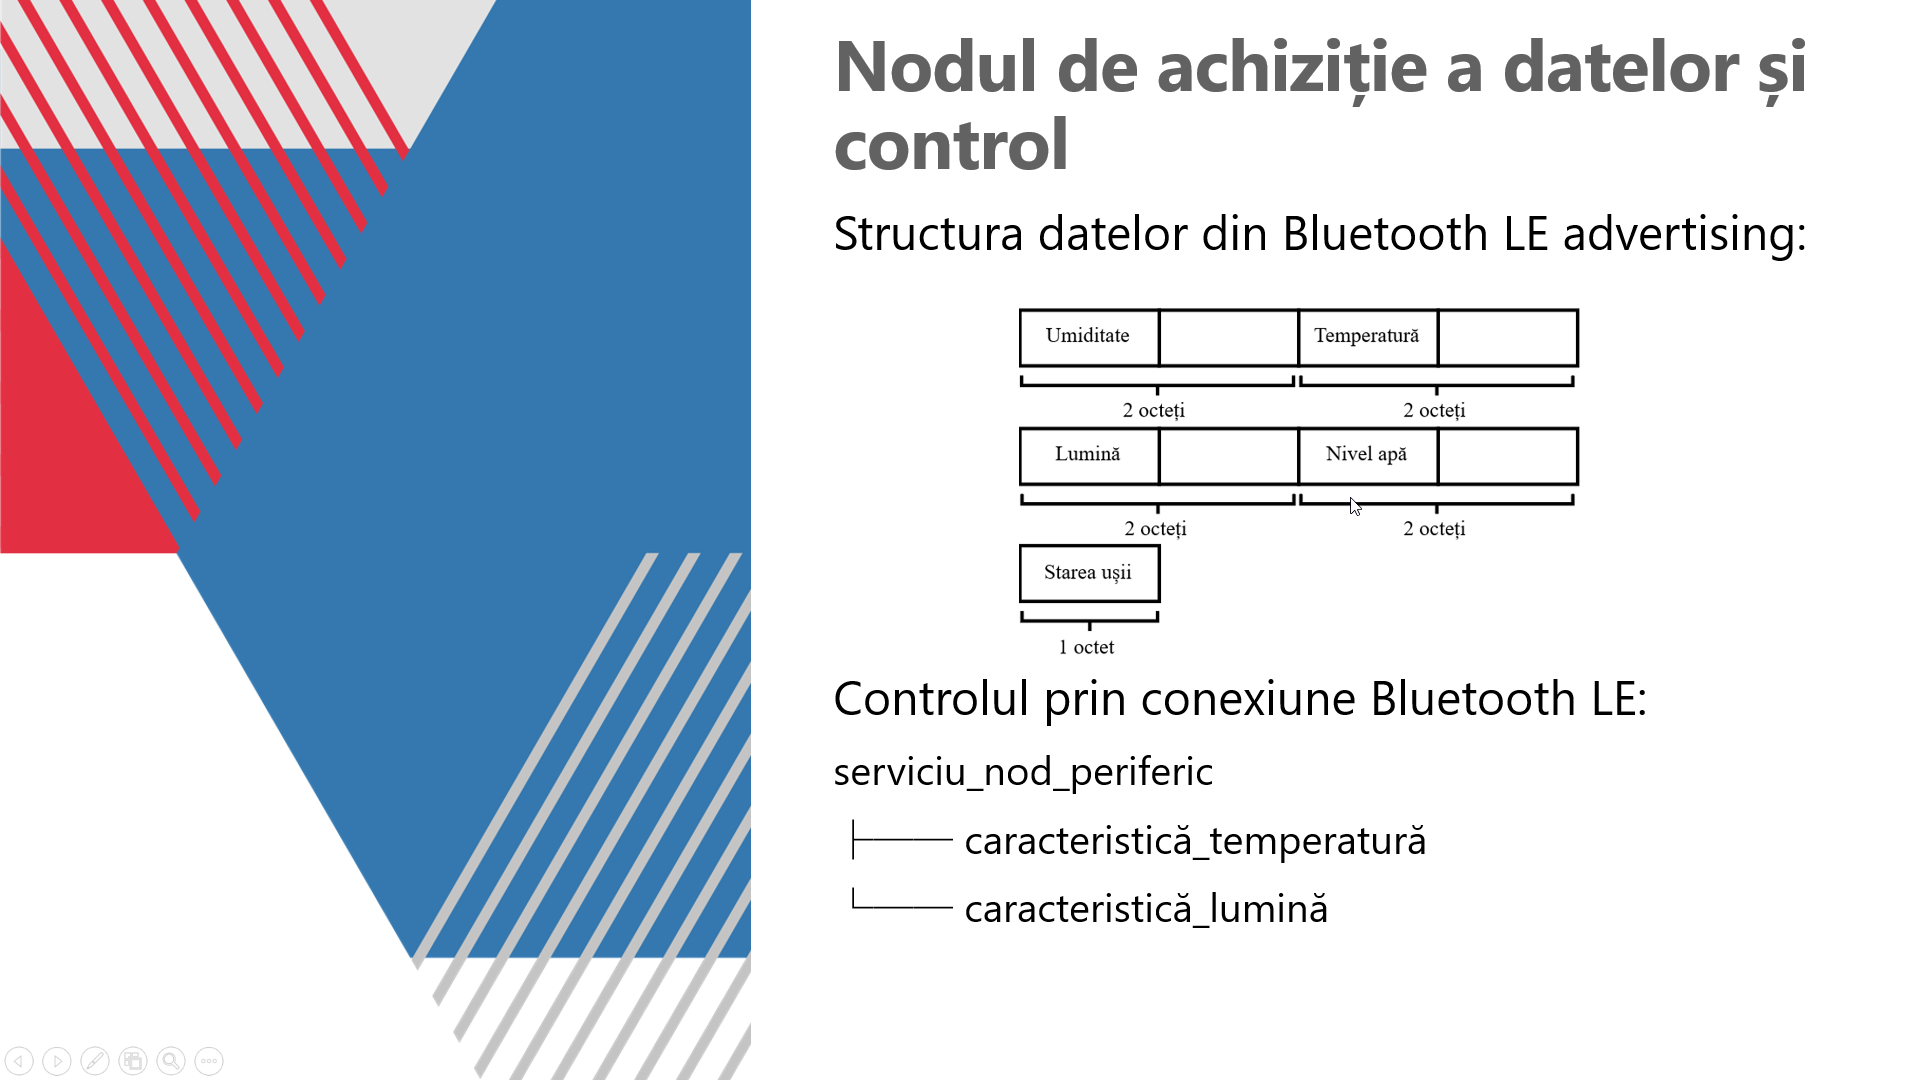 Nodul de achiziție a datelor și
control
Structura datelor din Bluetooth LE advertising:
Umiditate Temperatură
2 octeți 2 octeți
Lumină Nivel apă
2 octeți 2 octeți
Starea ușii
1 octet
Controlul prin conexiune Bluetooth LE:
serviciu_nod_periferic
├── caracteristică_temperatură
└── caracteristică_lumină